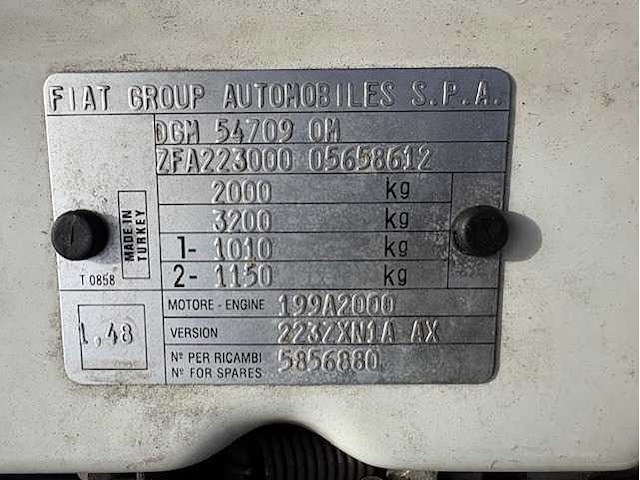 FIAT GROUP AUTOMOBILES S.P.A.
DGM 54709 OM
ZFA223000 05658612
2000 kg
3200 kg
1- 1010 kg
2- 1150 kg
MADE IN
TURKEY
T 0858
1,48
MOTORE - ENGINE 199A2000
VERSION 223ZXN1A AX
Nº PER RICAMBI
Nº FOR SPARES 5856880